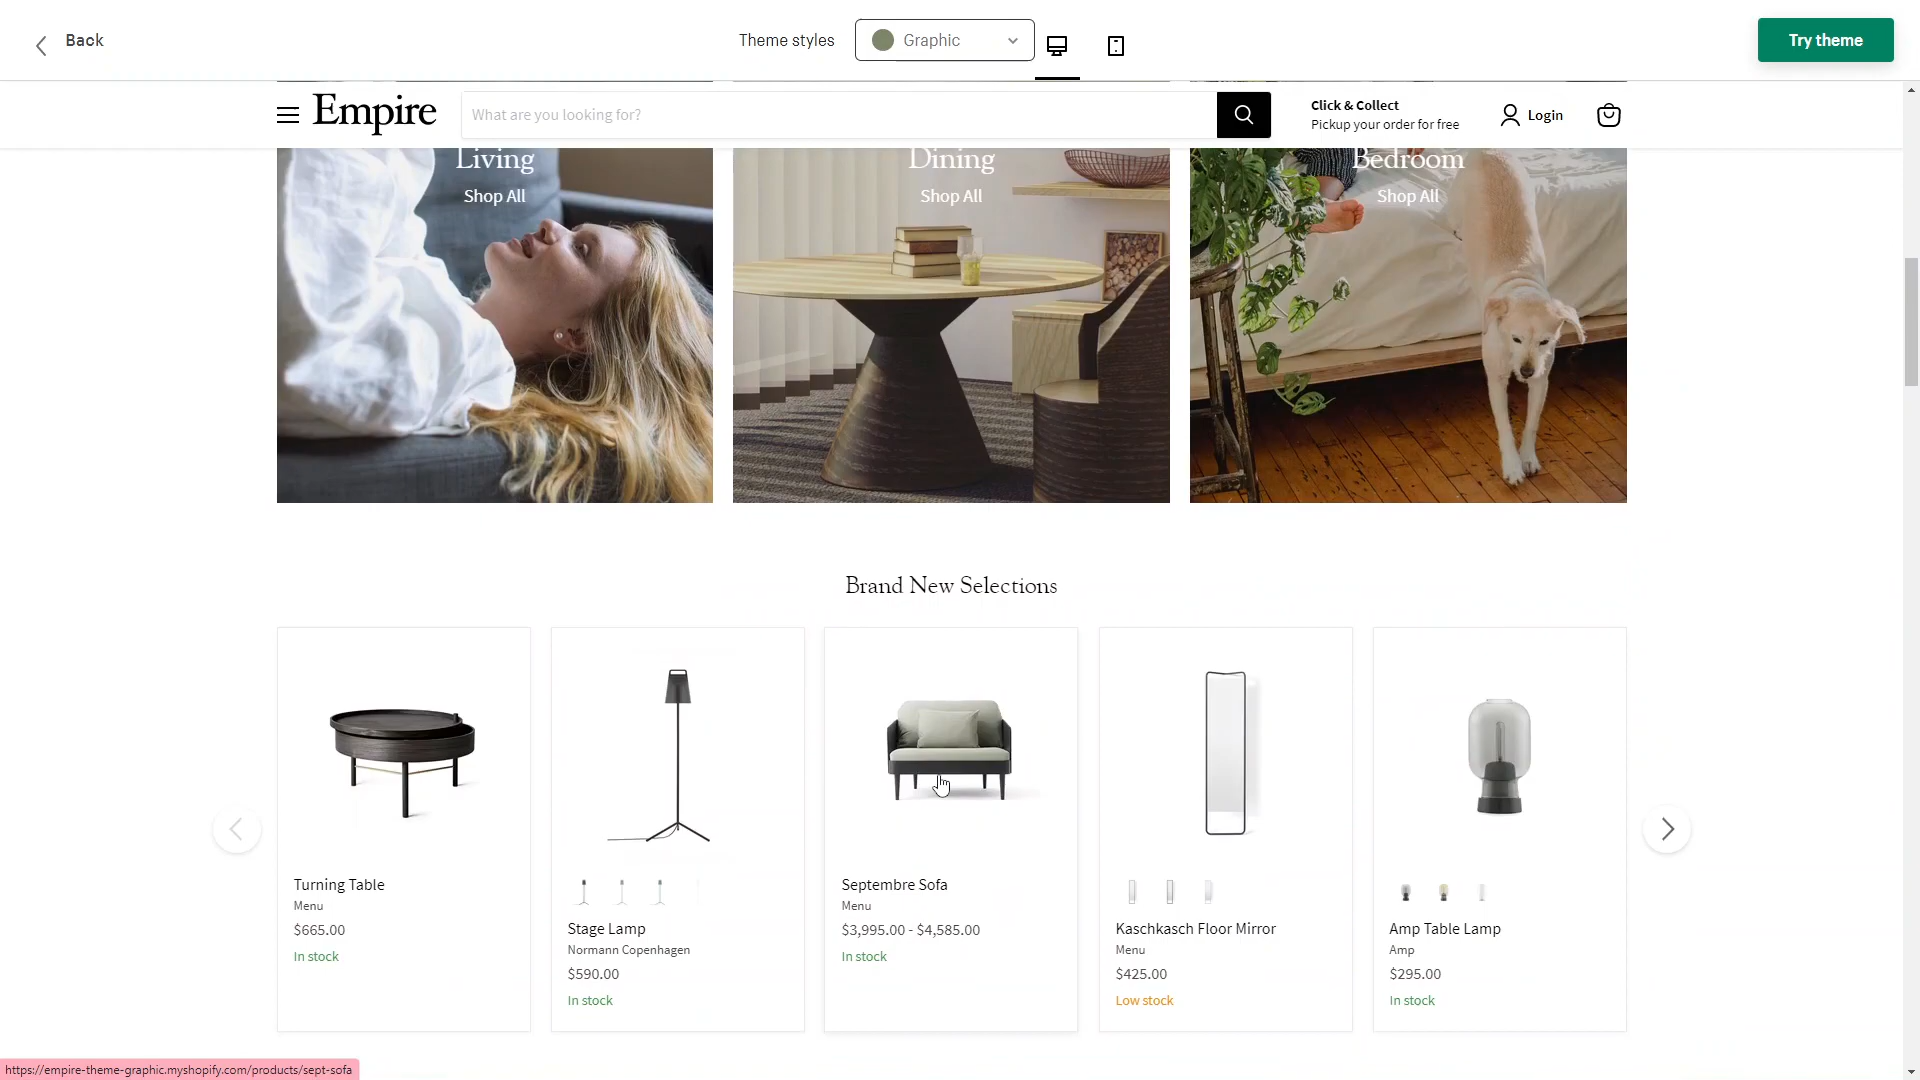 Back
Theme styles
Graphic
Try theme
Empire
What are you looking for?
Click & Collect
Pickup your order for free
Login
Living
Shop All
Dining
Shop All
Bedroom
Shop All
Brand New Selections
Turning Table
Menu
$665.00
In stock
Stage Lamp
Normann Copenhagen
$590.00
In stock
Septembre Sofa
Menu
$3,995.00 - $4,585.00
In stock
Kaschkasch Floor Mirror
Menu
$425.00
Low stock
Amp Table Lamp
Amp
$295.00
In stock
https://empire-theme-graphic.myshopify.com/products/sept-sofa